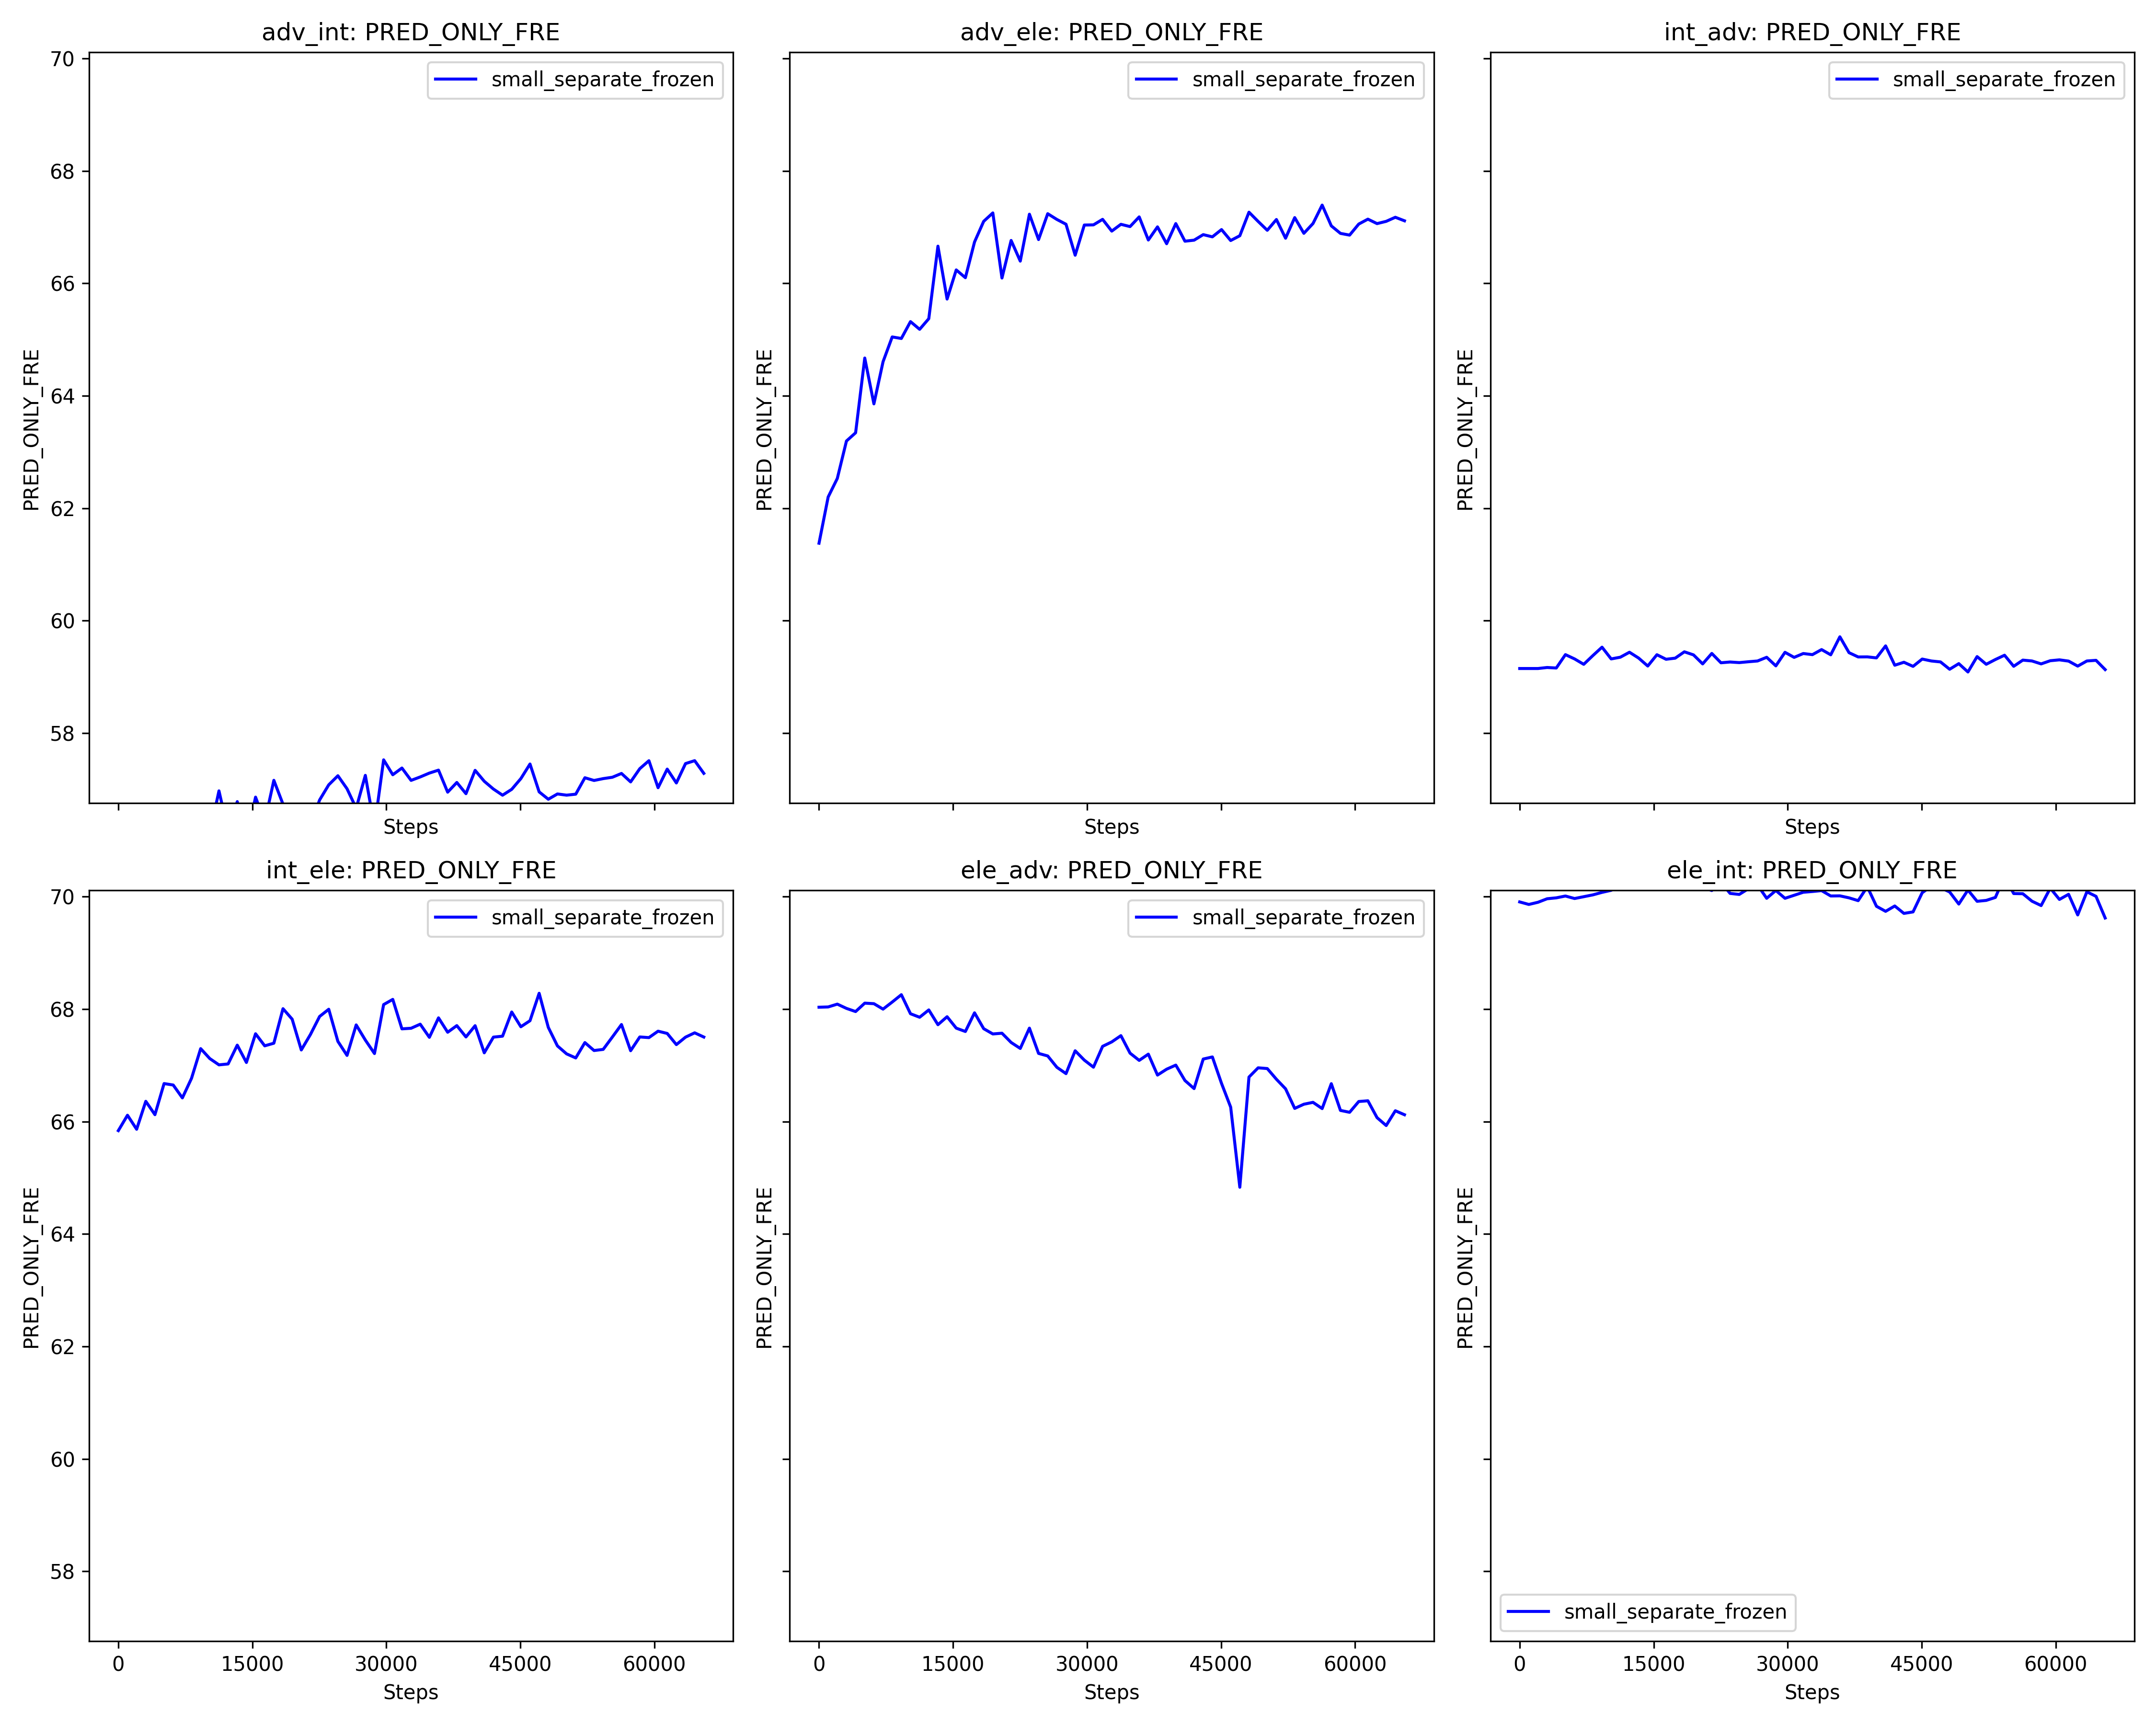 adv_int: PRED_ONLY_FRE
70
68
66
64
62
60
58
PRED_ONLY_FRE
small_separate_frozen
Steps
adv_ele: PRED_ONLY_FRE
PRED_ONLY_FRE
small_separate_frozen
Steps
int_adv: PRED_ONLY_FRE
PRED_ONLY_FRE
small_separate_frozen
Steps
int_ele: PRED_ONLY_FRE
70
68
66
64
62
60
58
PRED_ONLY_FRE
small_separate_frozen
0 15000 30000 45000 60000
Steps
ele_adv: PRED_ONLY_FRE
PRED_ONLY_FRE
small_separate_frozen
0 15000 30000 45000 60000
Steps
ele_int: PRED_ONLY_FRE
PRED_ONLY_FRE
small_separate_frozen
0 15000 30000 45000 60000
Steps